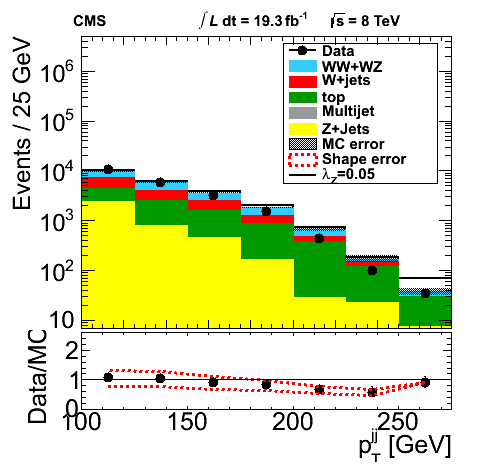 CMS ∫ L dt = 19.3 fb⁻¹ √s = 8 TeV
Events / 25 GeV
10⁶
10⁵
10⁴
10³
10²
10
Data
WW+WZ
W+jets
top
Multijet
Z+Jets
MC error
Shape error
λ_Z=0.05
Data/MC
2
1
0
100 150 200 250
p_T^jj [GeV]